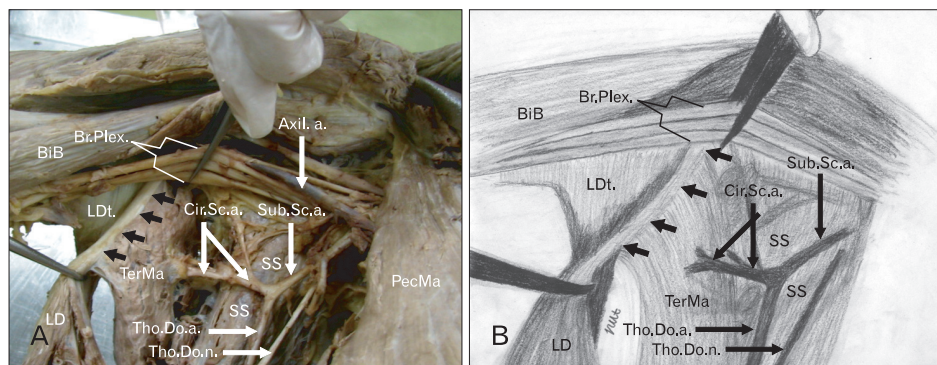 Br.Plex.
BiB
Axil. a.
LDt.
Cir.Sc.a.
Sub.Sc.a.
SS
TerMa
PecMa
SS
LD
Tho.Do.a.
Tho.Do.n.
A
Br.Plex.
BiB
Sub.Sc.a.
LDt.
Cir.Sc.a.
SS
SS
TerMa
Tho.Do.a.
LD
Tho.Do.n.
B